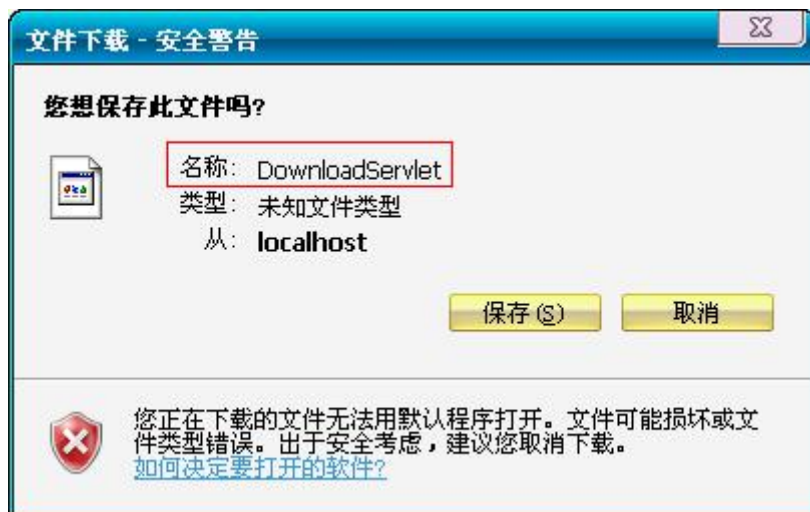 文件下载 - 安全警告
您想保存此文件吗?
名称: DownloadServlet
类型: 未知文件类型
从: localhost
保存(S) 取消
您正在下载的文件无法用默认程序打开。文件可能损坏或文
件类型错误。出于安全考虑，建议您取消下载。
如何决定要打开的软件?